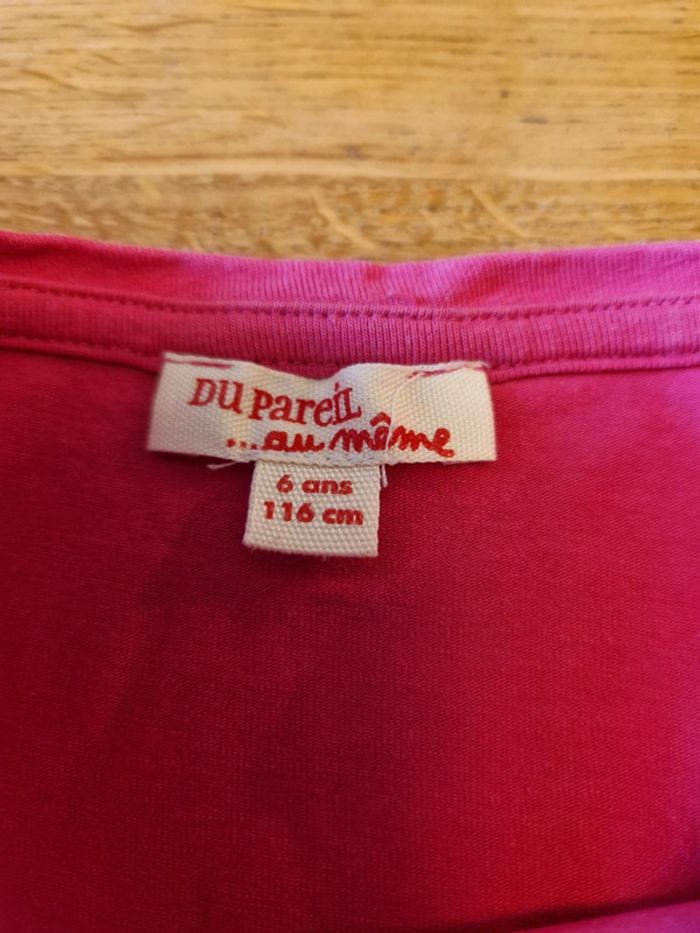 DU PareiL
...au même
6 ans
116 cm